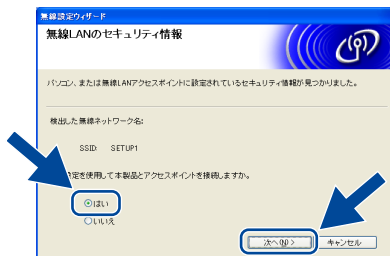 無線設定ウィザード
無線LANのセキュリティ情報
パソコン、または無線LANアクセスポイントに設定されているセキュリティ情報が見つかりました。
検出した無線ネットワーク名:
SSID: SETUP1
定を使用して本製品とアクセスポイントを接続しますか。
はい
いいえ
次へ(N) >
キャンセル